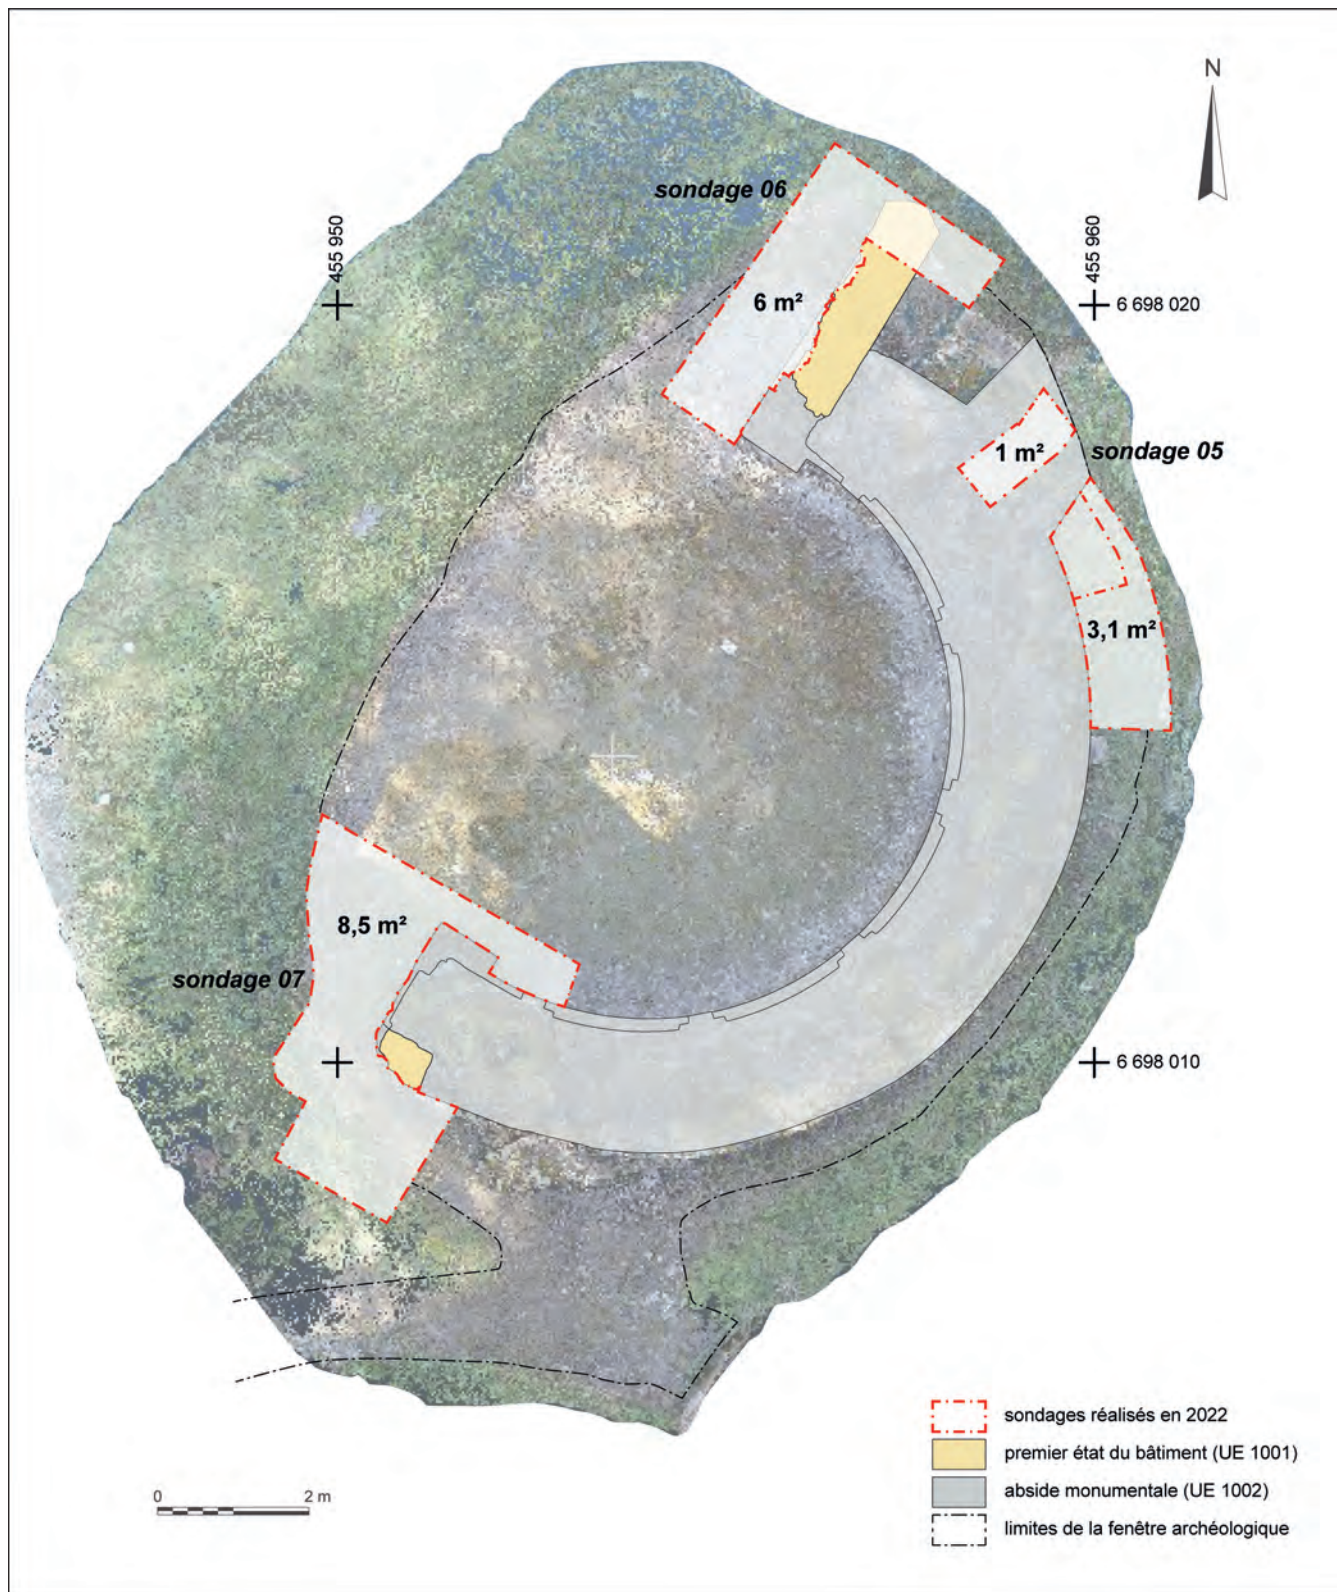 N
sondage 06
455 950
455 960
6 698 020
6 m²
1 m²
sondage 05
3,1 m²
8,5 m²
sondage 07
6 698 010
sondages réalisés en 2022
premier état du bâtiment (UE 1001)
abside monumentale (UE 1002)
limites de la fenêtre archéologique
0 2 m